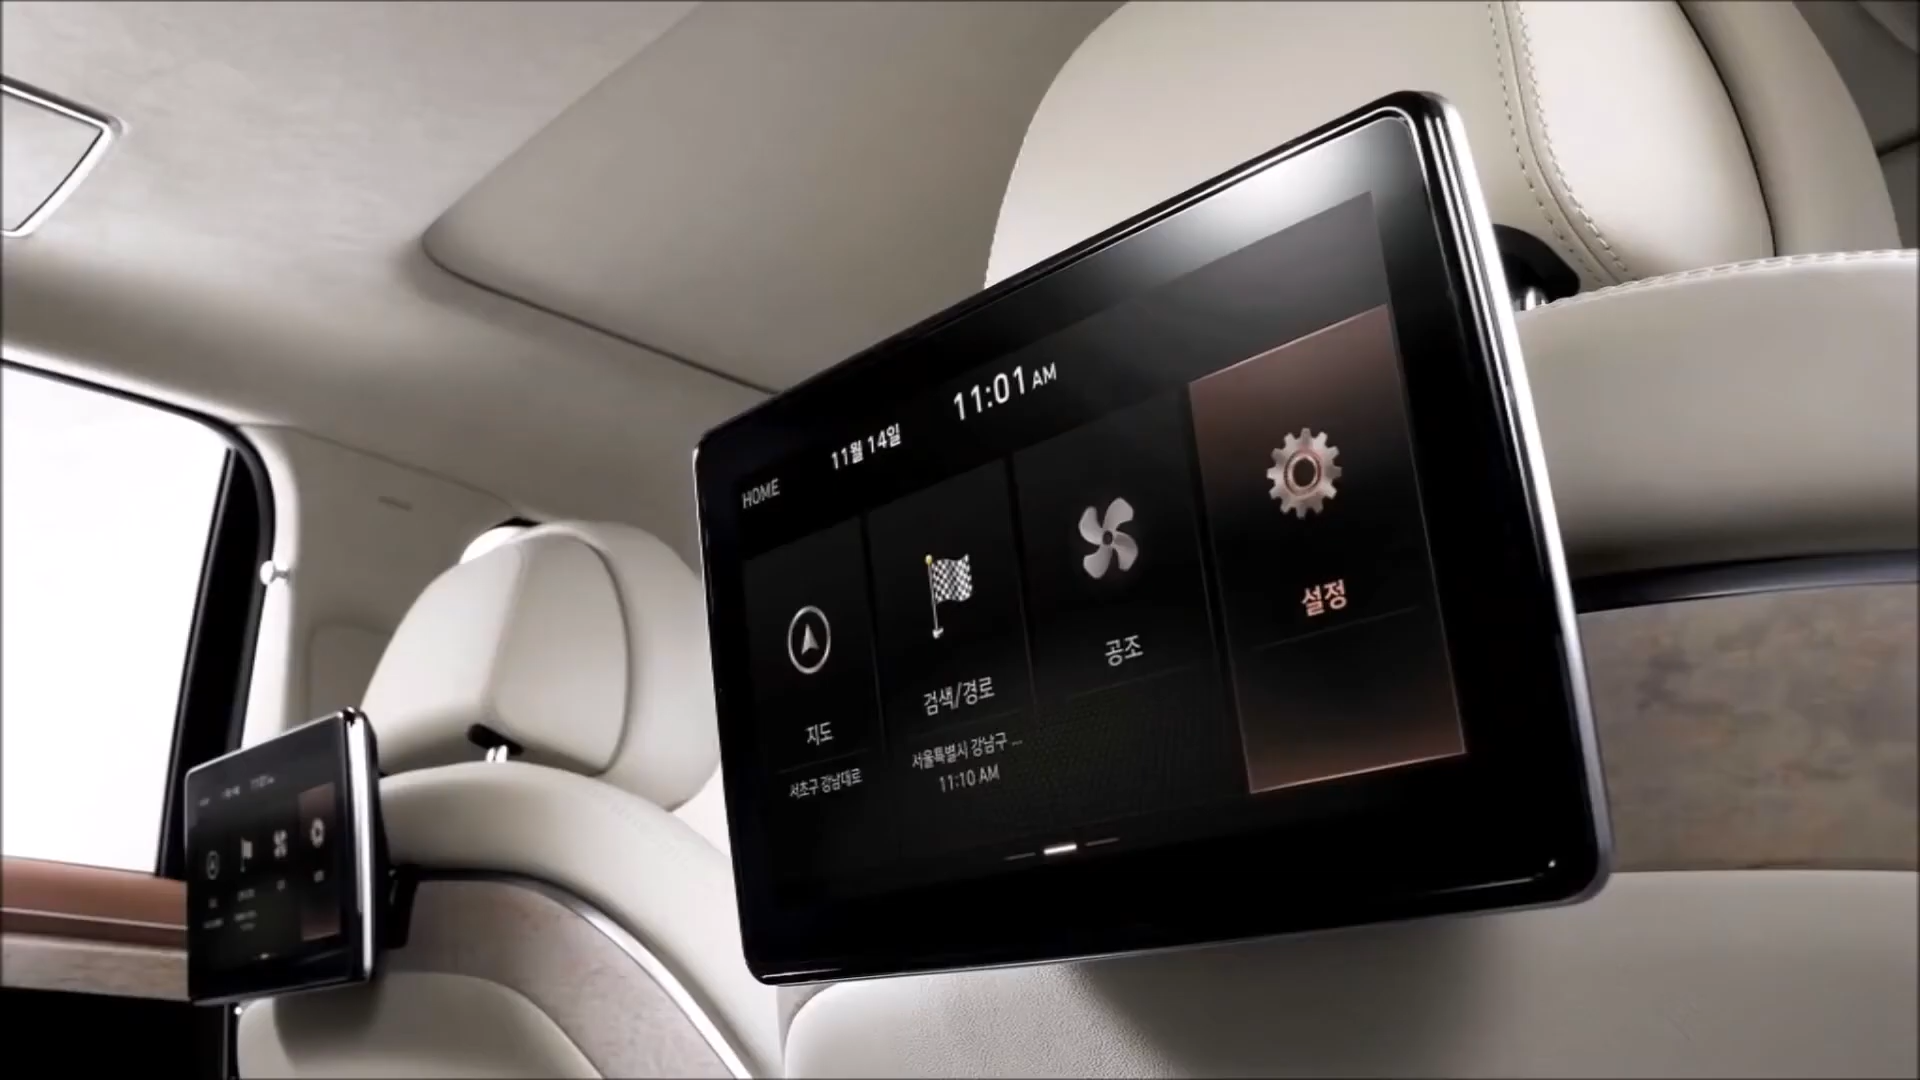 HOME
11월 14일
11:01 AM
지도
서초구 강남대로
검색/경로
서울특별시 강남구 ...
11:10 AM
공조
설정